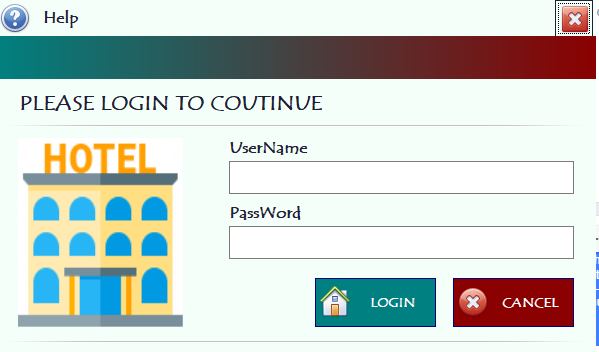 Help
PLEASE LOGIN TO COUTINUE
HOTEL
UserName
PassWord
LOGIN
CANCEL